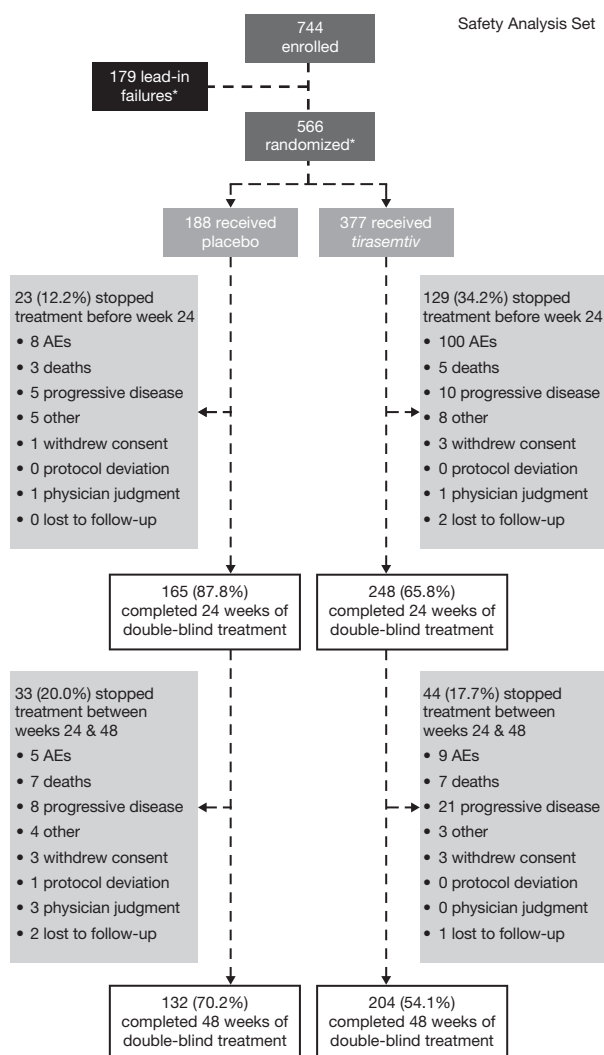 744
enrolled
Safety Analysis Set
179 lead-in
failures*
566
randomized*
188 received
placebo
377 received
tirasemtiv
23 (12.2%) stopped
treatment before week 24
• 8 AEs
• 3 deaths
• 5 progressive disease
• 5 other
• 1 withdrew consent
• 0 protocol deviation
• 1 physician judgment
• 0 lost to follow-up
129 (34.2%) stopped
treatment before week 24
• 100 AEs
• 5 deaths
• 10 progressive disease
• 8 other
• 3 withdrew consent
• 0 protocol deviation
• 1 physician judgment
• 2 lost to follow-up
165 (87.8%)
completed 24 weeks of
double-blind treatment
248 (65.8%)
completed 24 weeks of
double-blind treatment
33 (20.0%) stopped
treatment between
weeks 24 & 48
• 5 AEs
• 7 deaths
• 8 progressive disease
• 4 other
• 3 withdrew consent
• 1 protocol deviation
• 3 physician judgment
• 2 lost to follow-up
44 (17.7%) stopped
treatment between
weeks 24 & 48
• 9 AEs
• 7 deaths
• 21 progressive disease
• 3 other
• 3 withdrew consent
• 0 protocol deviation
• 0 physician judgment
• 1 lost to follow-up
132 (70.2%)
completed 48 weeks of
double-blind treatment
204 (54.1%)
completed 48 weeks of
double-blind treatment